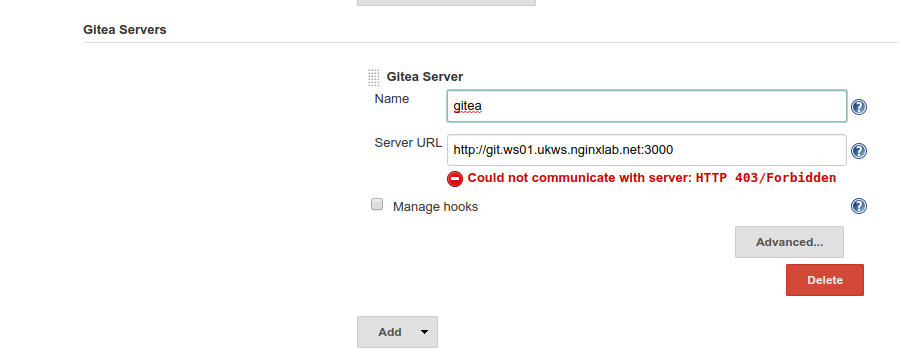 Gitea Servers
Gitea Server
Name gitea
Server URL http://git.ws01.ukws.nginxlab.net:3000
Could not communicate with server: HTTP 403/Forbidden
Manage hooks
Advanced...
Delete
Add